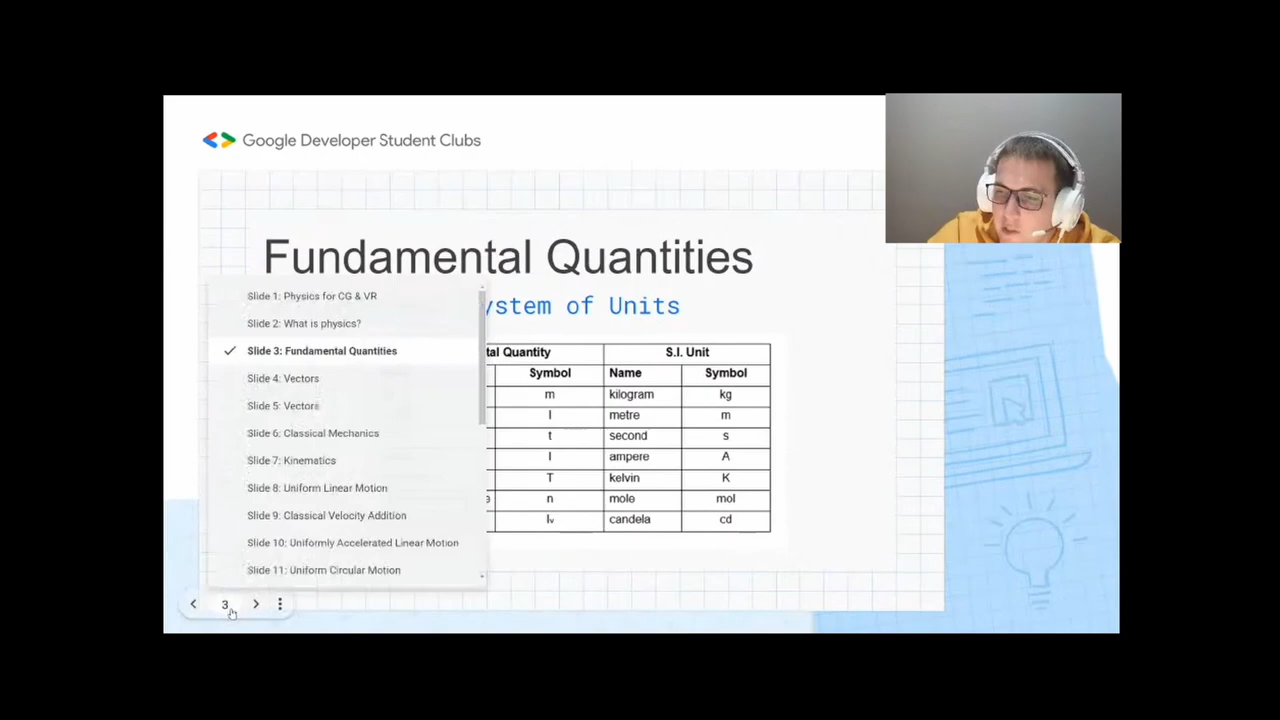 Google Developer Student Clubs
Fundamental Quantities
ystem of Units
Slide 1: Physics for CG & VR
Slide 2: What is physics?
Slide 3: Fundamental Quantities
Slide 4: Vectors
Slide 5: Vectors
Slide 6: Classical Mechanics
Slide 7: Kinematics
Slide 8: Uniform Linear Motion
Slide 9: Classical Velocity Addition
Slide 10: Uniformly Accelerated Linear Motion
Slide 11: Uniform Circular Motion
3
tal Quantity S.I. Unit
Symbol Name Symbol
m kilogram kg
l metre m
t second s
I ampere A
T kelvin K
n mole mol
Iv candela cd